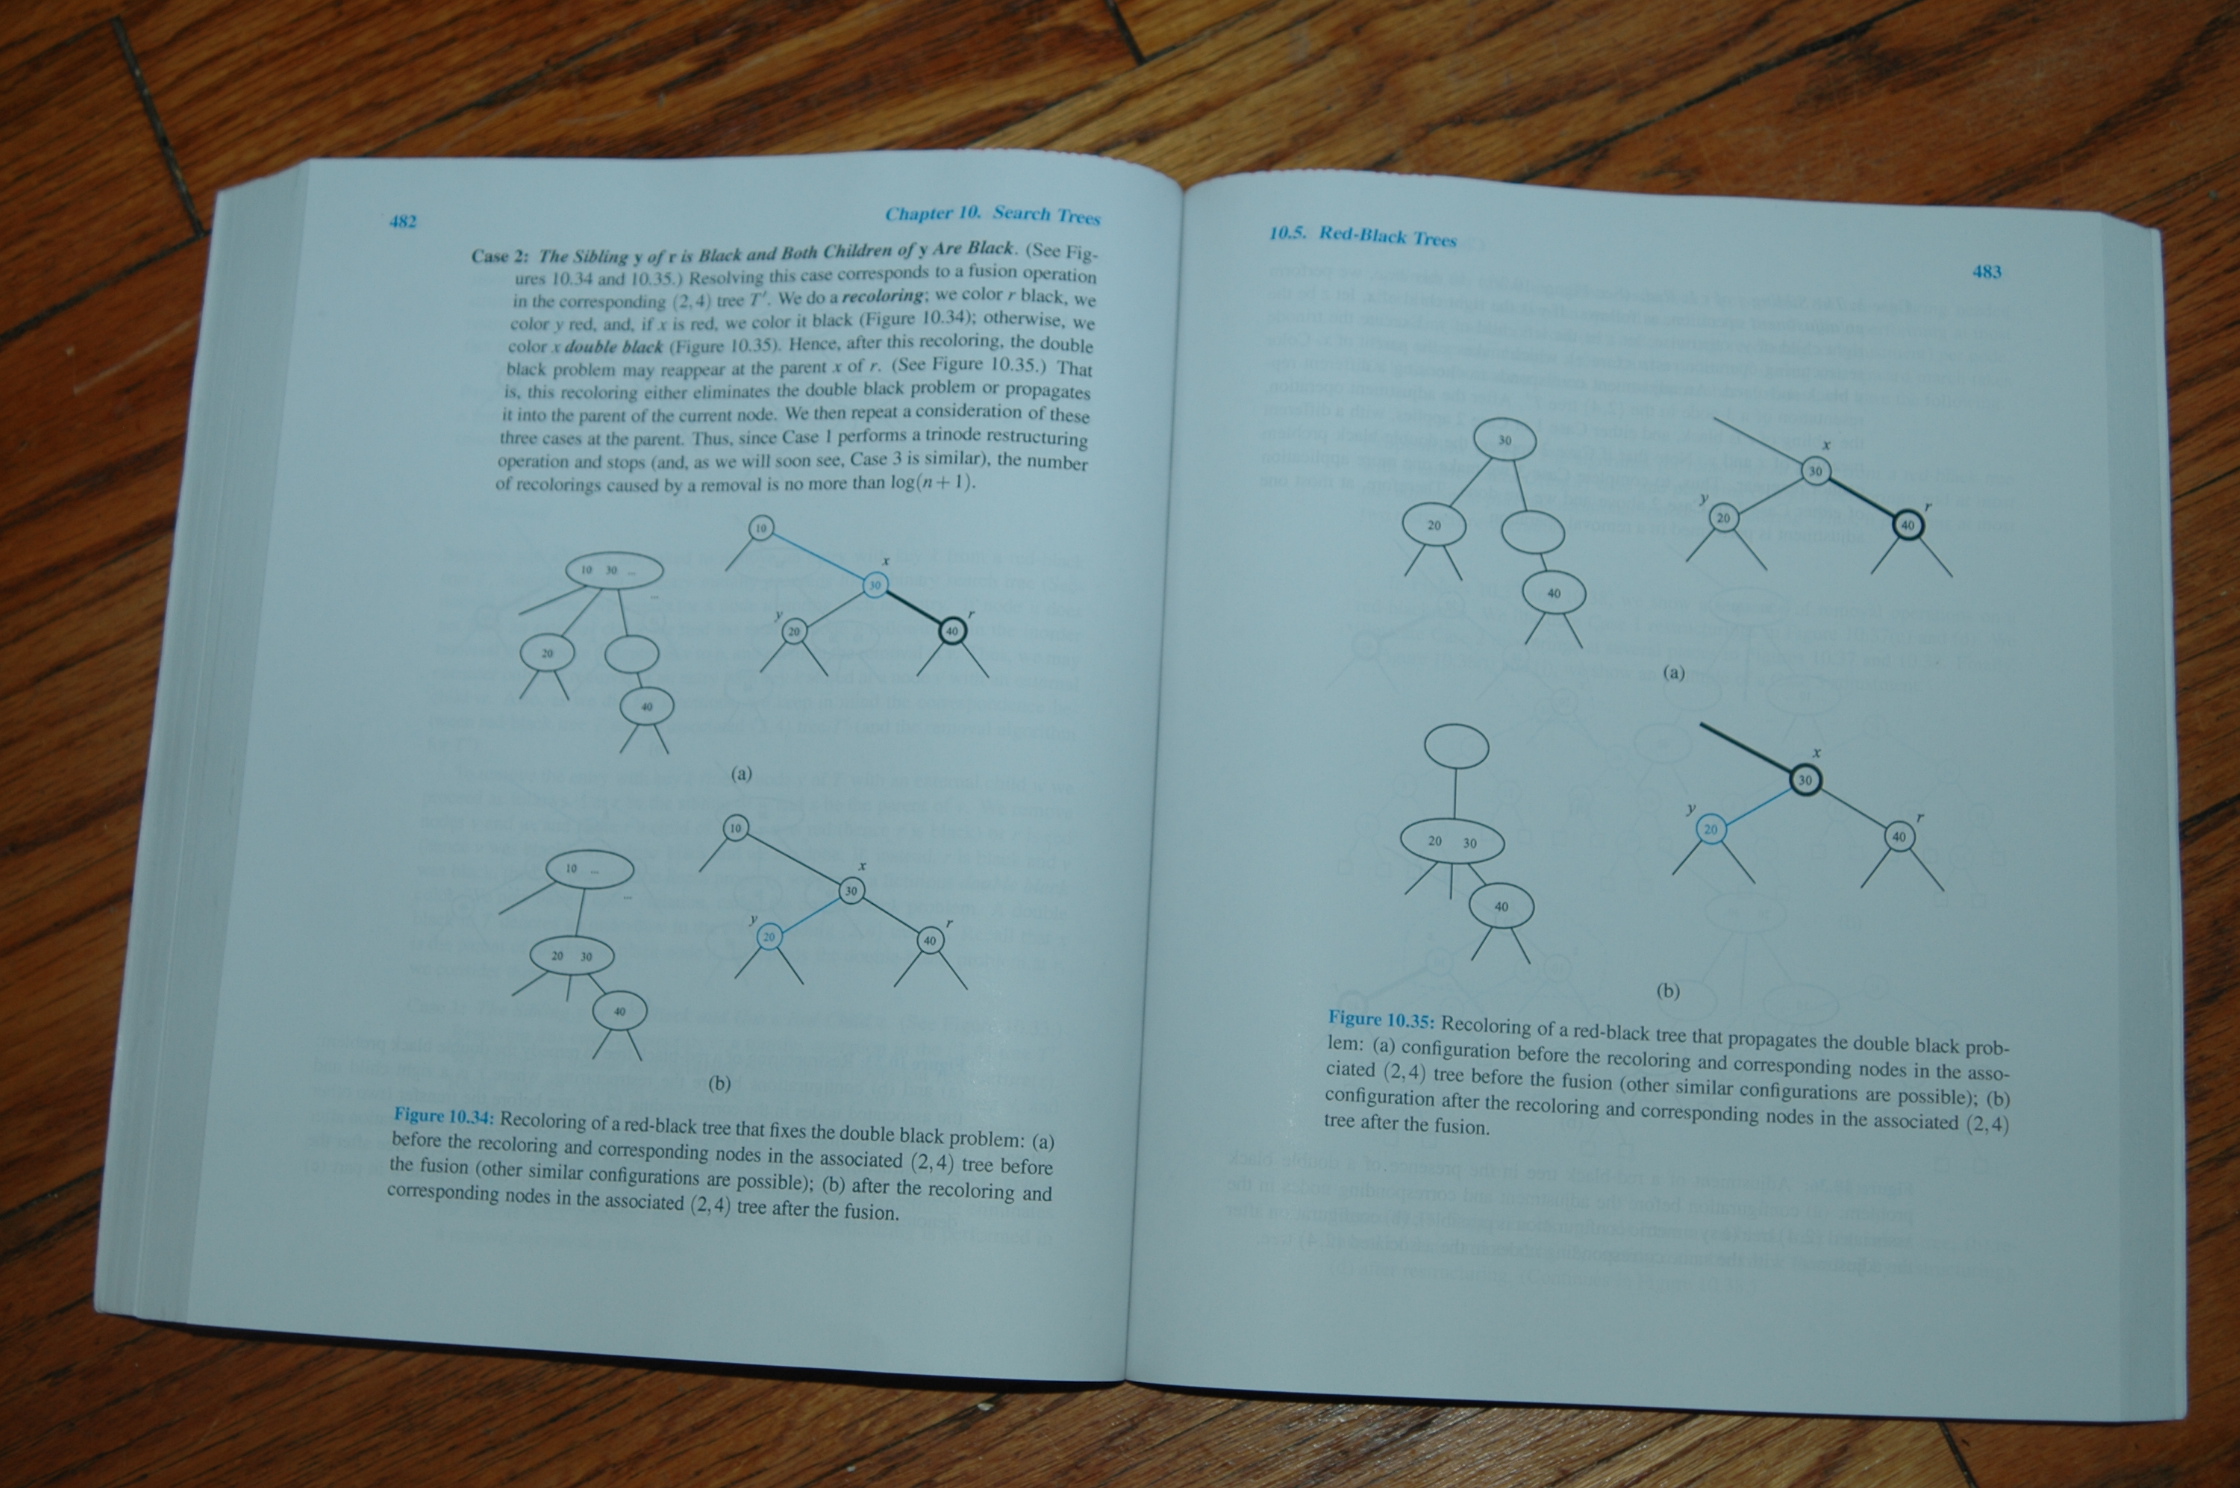 482
Chapter 10. Search Trees
Case 2: The Sibling y of r is Black and Both Children of y Are Black. (See Fig-
ures 10.34 and 10.35.) Resolving this case corresponds to a fusion operation
in the corresponding (2,4) tree T′. We do a recoloring; we color r black, we
color y red, and, if x is red, we color it black (Figure 10.34); otherwise, we
color x double black (Figure 10.35). Hence, after this recoloring, the double
black problem may reappear at the parent x of r. (See Figure 10.35.) That
is, this recoloring either eliminates the double black problem or propagates
it into the parent of the current node. We then repeat a consideration of these
three cases at the parent. Thus, since Case 1 performs a trinode restructuring
operation and stops (and, as we will soon see, Case 3 is similar), the number
of recolorings caused by a removal is no more than log(n + 1).
10 30 ...
...
20
40
10
x
30
y
20
r
40
(a)
10 ...
...
20 30
40
10
x
30
y
20
r
40
(b)
Figure 10.34: Recoloring of a red-black tree that fixes the double black problem: (a)
before the recoloring and corresponding nodes in the associated (2,4) tree before
the fusion (other similar configurations are possible); (b) after the recoloring and
corresponding nodes in the associated (2,4) tree after the fusion.
10.5. Red-Black Trees
483
30
20
40
x
30
y
20
r
40
(a)
20 30
40
x
30
y
20
r
40
(b)
Figure 10.35: Recoloring of a red-black tree that propagates the double black prob-
lem: (a) configuration before the recoloring and corresponding nodes in the asso-
ciated (2,4) tree before the fusion (other similar configurations are possible); (b)
configuration after the recoloring and corresponding nodes in the associated (2,4)
tree after the fusion.